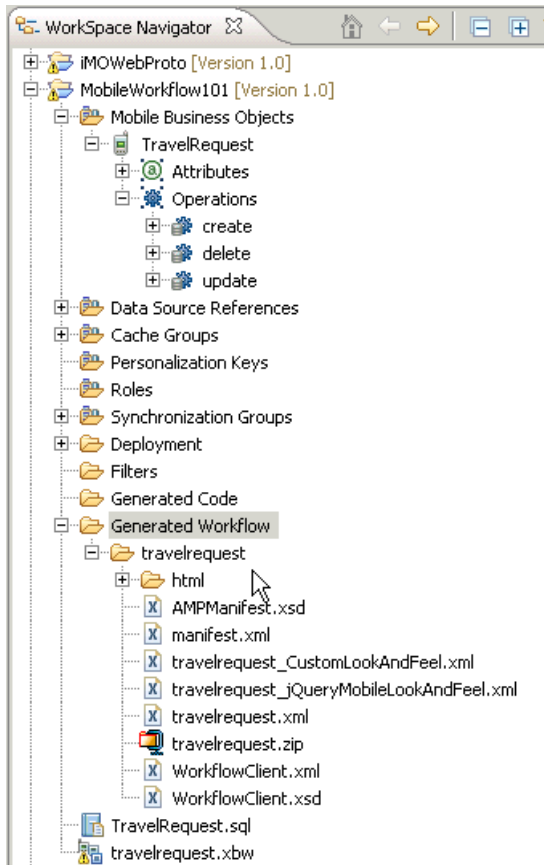 WorkSpace Navigator
iMOWebProto [Version 1.0]
MobileWorkflow101 [Version 1.0]
Mobile Business Objects
TravelRequest
Attributes
Operations
create
delete
update
Data Source References
Cache Groups
Personalization Keys
Roles
Synchronization Groups
Deployment
Filters
Generated Code
Generated Workflow
travelrequest
html
AMPManifest.xsd
manifest.xml
travelrequest_CustomLookAndFeel.xml
travelrequest_jQueryMobileLookAndFeel.xml
travelrequest.xml
travelrequest.zip
WorkflowClient.xml
WorkflowClient.xsd
TravelRequest.sql
travelrequest.xbw